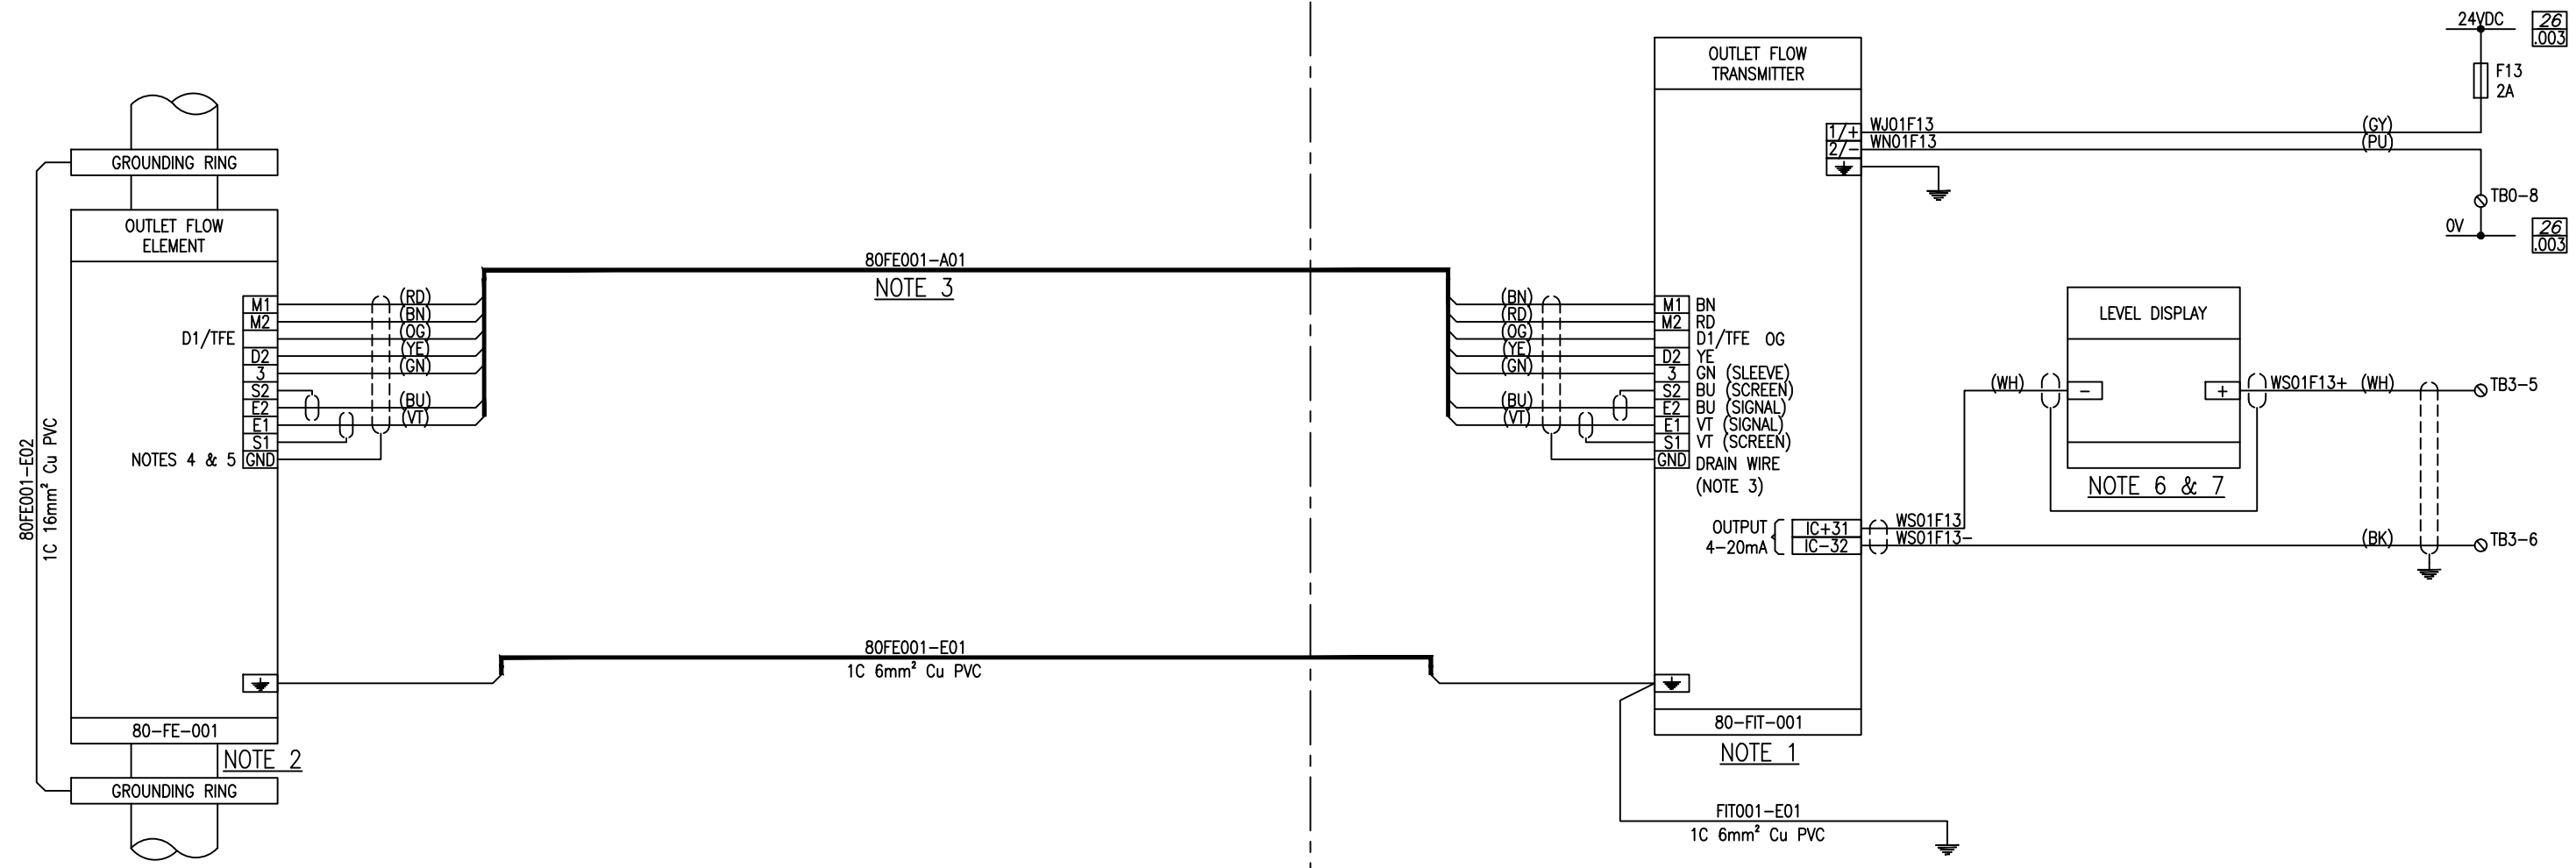 GROUNDING RING
OUTLET FLOW
ELEMENT
M1
M2
D1/TFE
D2
3
S2
E2
E1
S1
NOTES 4 & 5
GND
(RD)
(BN)
(OG)
(YE)
(GN)
(BU)
(VT)
80FE001-E02
1C 16mm² Cu PVC
80-FE-001
NOTE 2
GROUNDING RING
80FE001-A01
NOTE 3
80FE001-E01
1C 6mm² Cu PVC
(BN)
(RD)
(OG)
(YE)
(GN)
(BU)
(VT)
OUTLET FLOW
TRANSMITTER
1/+
2/-
M1 BN
M2 RD
D1/TFE OG
D2 YE
3 GN (SLEEVE)
S2 BU (SCREEN)
E2 BU (SIGNAL)
E1 VT (SIGNAL)
S1 VT (SCREEN)
GND DRAIN WIRE
(NOTE 3)
OUTPUT
4-20mA
IC+31
IC-32
80-FIT-001
NOTE 1
FIT001-E01
1C 6mm² Cu PVC
WJ01F13
(GY)
WN01F13
(PU)
24VDC
26
.003
F13
2A
TB0-8
0V
26
.003
LEVEL DISPLAY
-
+
NOTE 6 & 7
(WH)
WS01F13+ (WH)
TB3-5
WS01F13
WS01F13-
(BK)
TB3-6